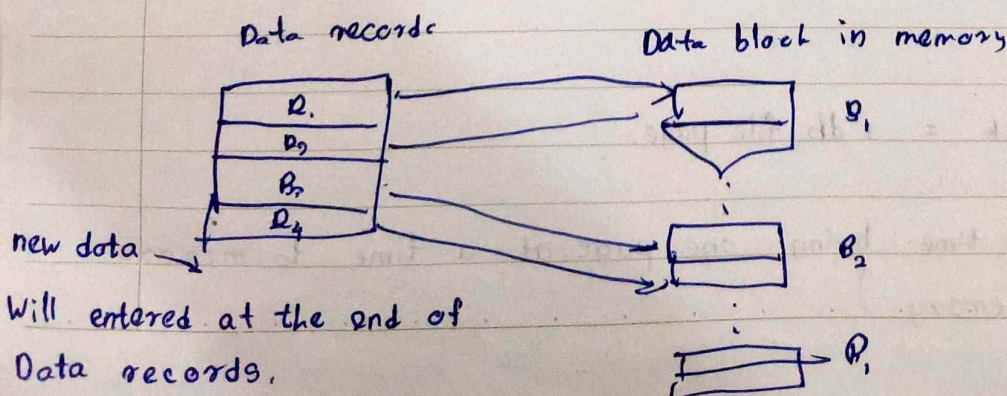 Data records
Data block in memory
R1
R2
R3
R4
B1
B2
new data
Will entered at the end of
Data records.